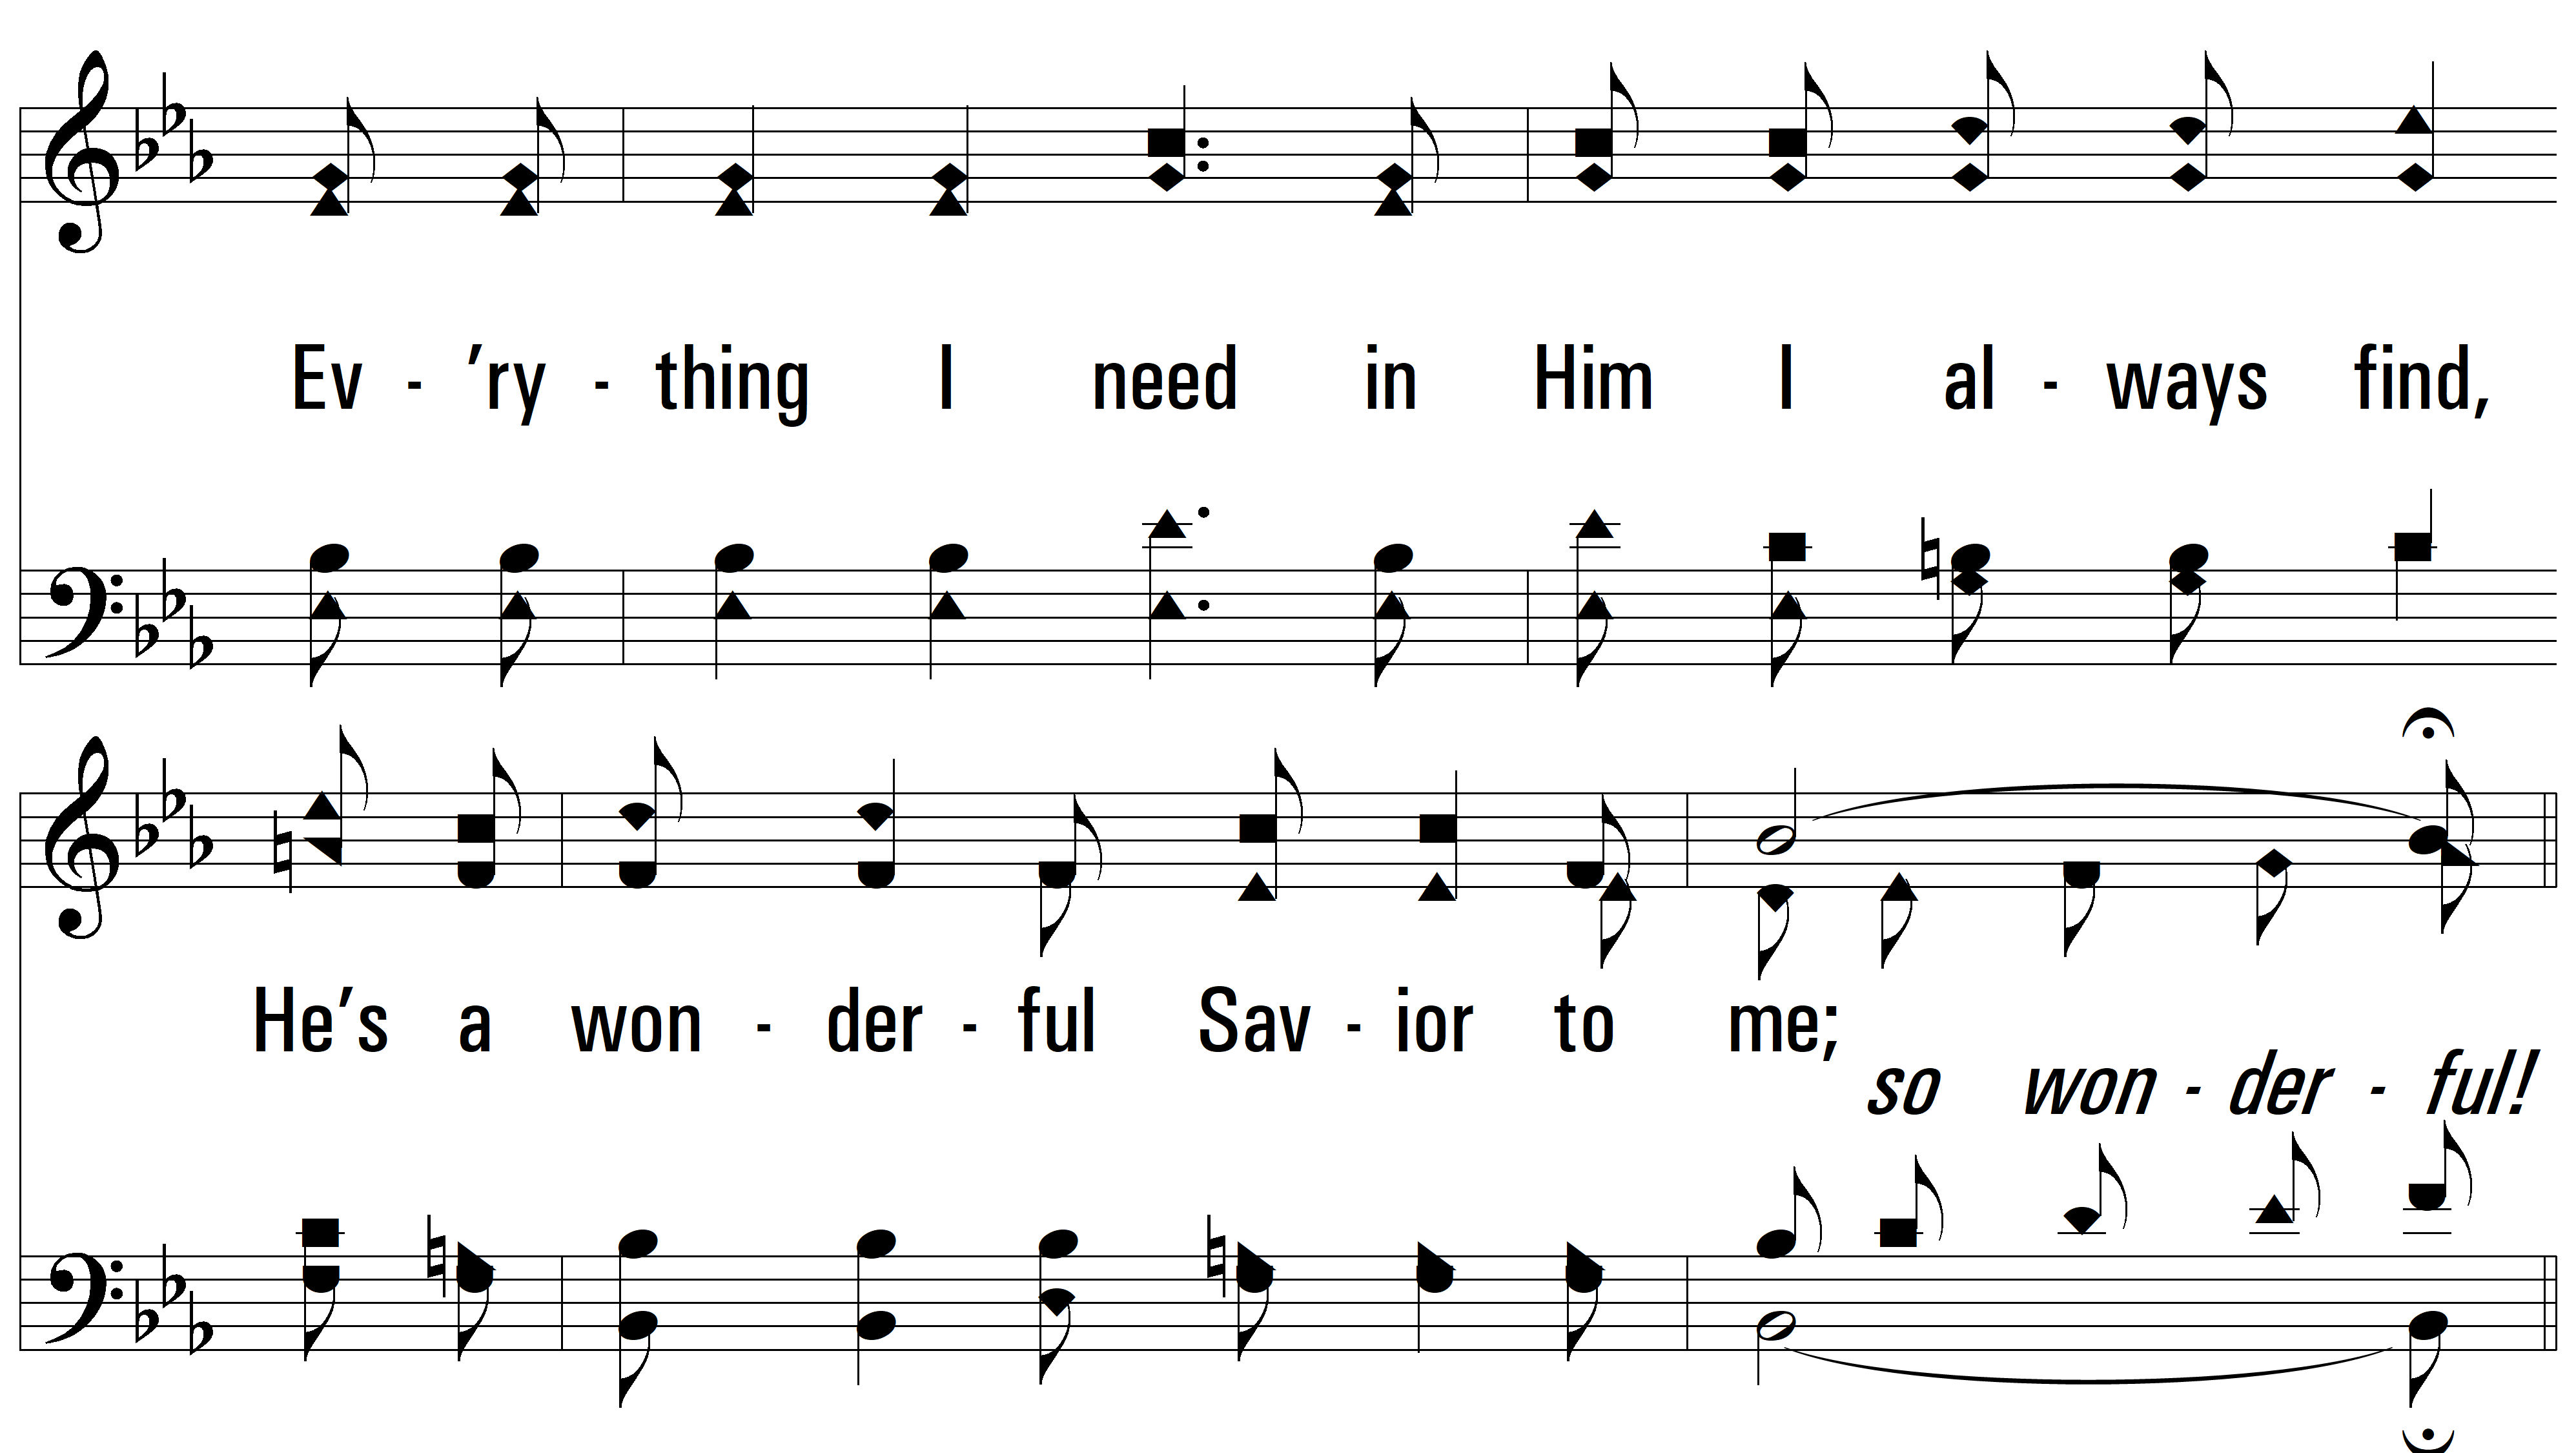 Ev - ’ry - thing I need in Him I al - ways find,
He’s a won - der - ful Sav - ior to me;
so won - der - ful!